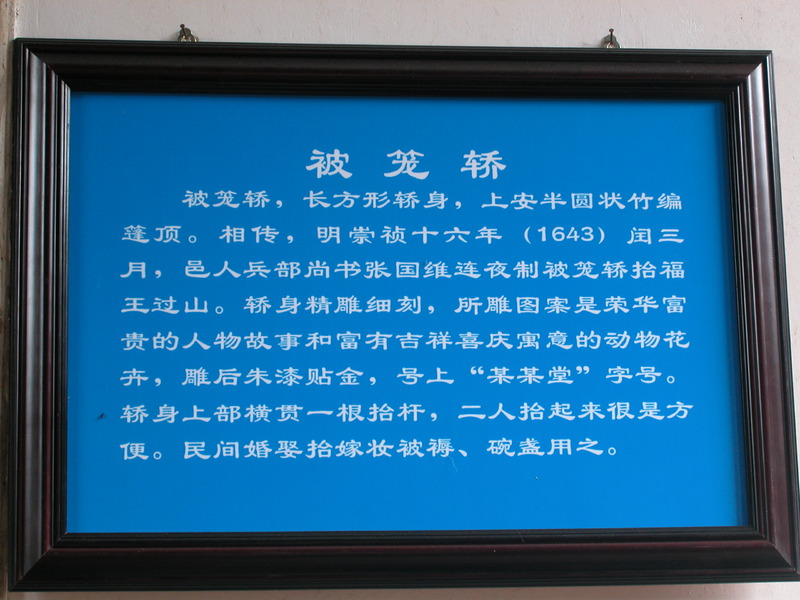 被笼轿
被笼轿，长方形轿身，上安半圆状竹编
篷顶。相传，明崇祯十六年（1643）闰三
月，邑人兵部尚书张国维连夜制被笼轿抬福
王过山。轿身精雕细刻，所雕图案是荣华富
贵的人物故事和富有吉祥喜庆寓意的动物花
卉，雕后朱漆贴金，号上“某某堂”字号。
轿身上部横贯一根抬杆，二人抬起来很是方
便。民间婚娶抬嫁妆被褥、碗盏用之。